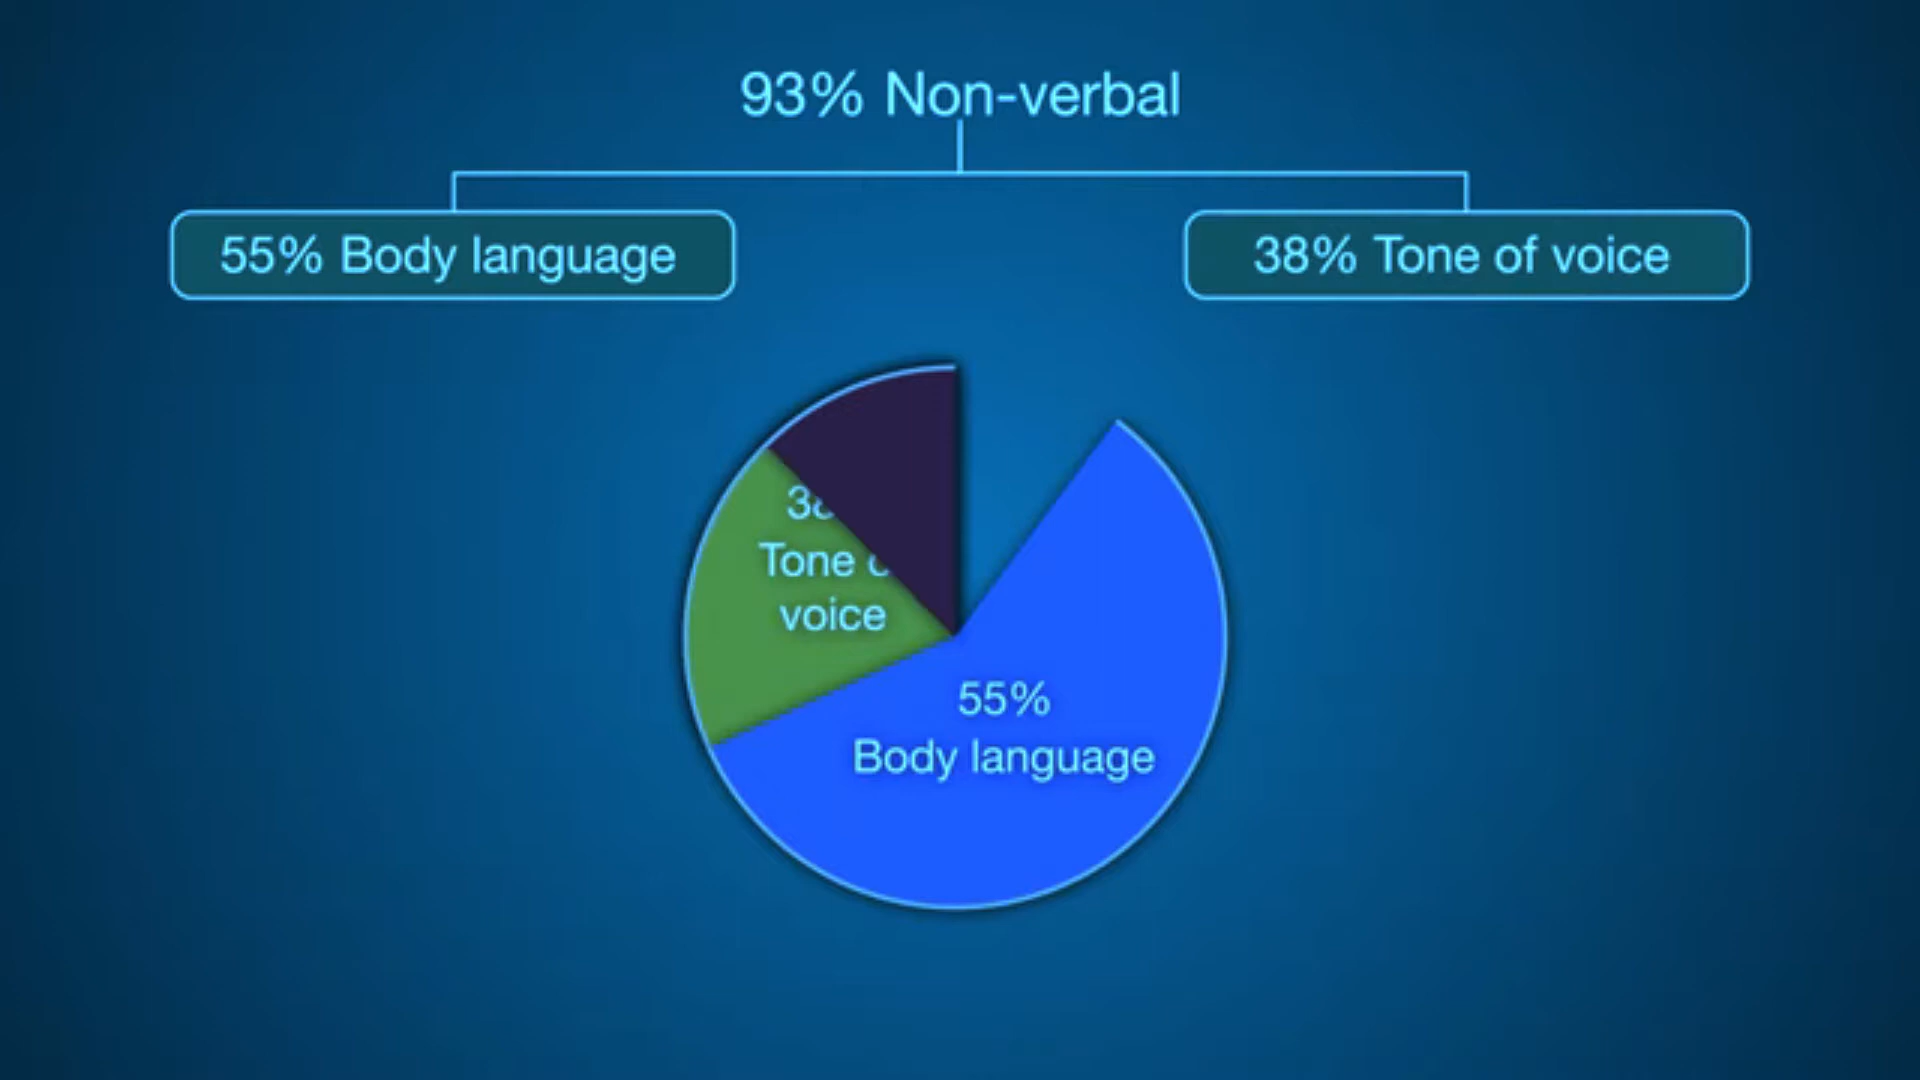 93% Non-verbal
55% Body language
38% Tone of voice
Tone
voice
55%
Body language